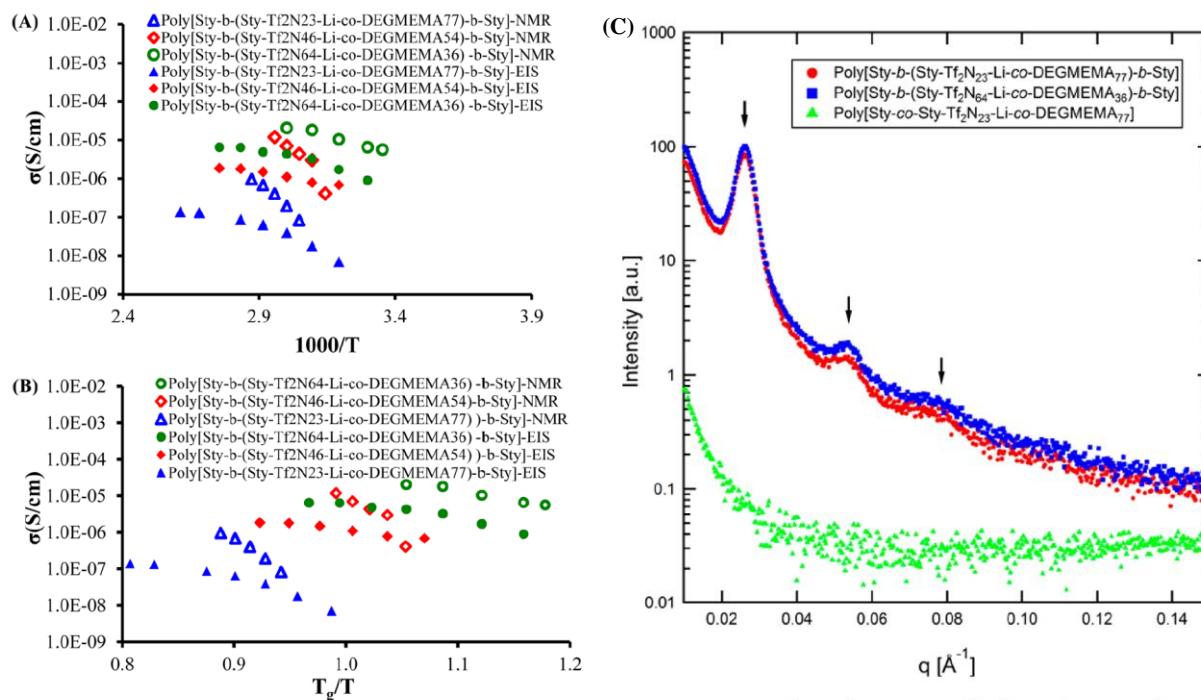 (A)
1.0E-02
1.0E-03
1.0E-04
1.0E-05
1.0E-06
1.0E-07
1.0E-08
1.0E-09
σ(S/cm)
Poly[Sty-b-(Sty-Tf2N23-Li-co-DEGMEMA77)-b-Sty]-NMR
Poly[Sty-b-(Sty-Tf2N46-Li-co-DEGMEMA54)-b-Sty]-NMR
Poly[Sty-b-(Sty-Tf2N64-Li-co-DEGMEMA36) -b-Sty]-NMR
Poly[Sty-b-(Sty-Tf2N23-Li-co-DEGMEMA77)-b-Sty]-EIS
Poly[Sty-b-(Sty-Tf2N46-Li-co-DEGMEMA54)-b-Sty]-EIS
Poly[Sty-b-(Sty-Tf2N64-Li-co-DEGMEMA36) -b-Sty]-EIS
2.4 2.9 3.4 3.9
1000/T
(B)
1.0E-02
1.0E-03
1.0E-04
1.0E-05
1.0E-06
1.0E-07
1.0E-08
1.0E-09
σ(S/cm)
Poly[Sty-b-(Sty-Tf2N64-Li-co-DEGMEMA36) -b-Sty]-NMR
Poly[Sty-b-(Sty-Tf2N46-Li-co-DEGMEMA54) )-b-Sty]-NMR
Poly[Sty-b-(Sty-Tf2N23-Li-co-DEGMEMA77) )-b-Sty]-NMR
Poly[Sty-b-(Sty-Tf2N64-Li-co-DEGMEMA36) -b-Sty]-EIS
Poly[Sty-b-(Sty-Tf2N46-Li-co-DEGMEMA54) )-b-Sty]-EIS
Poly[Sty-b-(Sty-Tf2N23-Li-co-DEGMEMA77)-b-Sty]-EIS
0.8 0.9 1.0 1.1 1.2
Tg/T
(C)
1000
100
10
1
0.1
0.01
Intensity [a.u.]
Poly[Sty-b-(Sty-Tf₂N₂₃-Li-co-DEGMEMA₇₇)-b-Sty]
Poly[Sty-b-(Sty-Tf₂N₆₄-Li-co-DEGMEMA₃₆)-b-Sty]
Poly[Sty-co-Sty-Tf₂N₂₃-Li-co-DEGMEMA₇₇]
0.02 0.04 0.06 0.08 0.10 0.12 0.14
q [Å⁻¹]